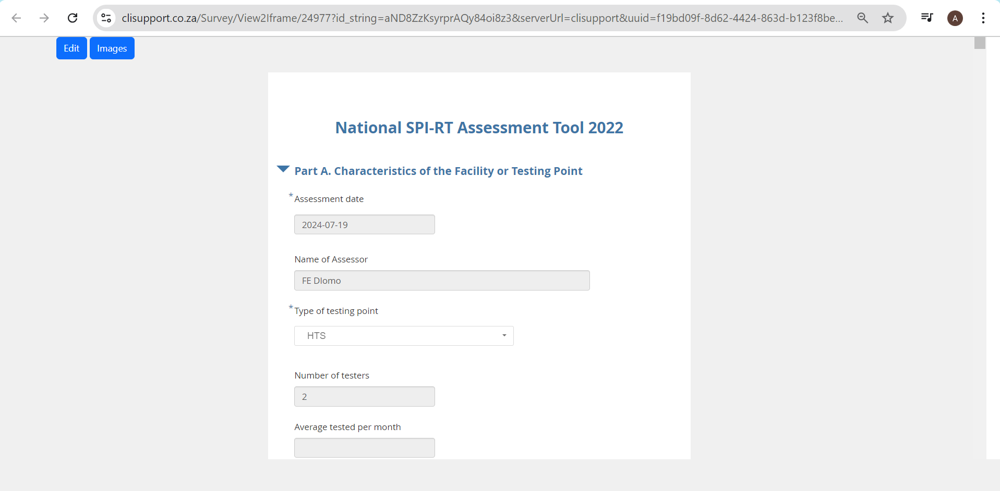 clisupport.co.za/Survey/View2Iframe/24977?id_string=aND8ZzKsyrprAQy84oi8z3&serverUrl=clisupport&uuid=f19bd09f-8d62-4424-863d-b123f8be...
A
Edit Images
National SPI-RT Assessment Tool 2022
Part A. Characteristics of the Facility or Testing Point
* Assessment date
2024-07-19
Name of Assessor
FE Dlomo
* Type of testing point
HTS
Number of testers
2
Average tested per month